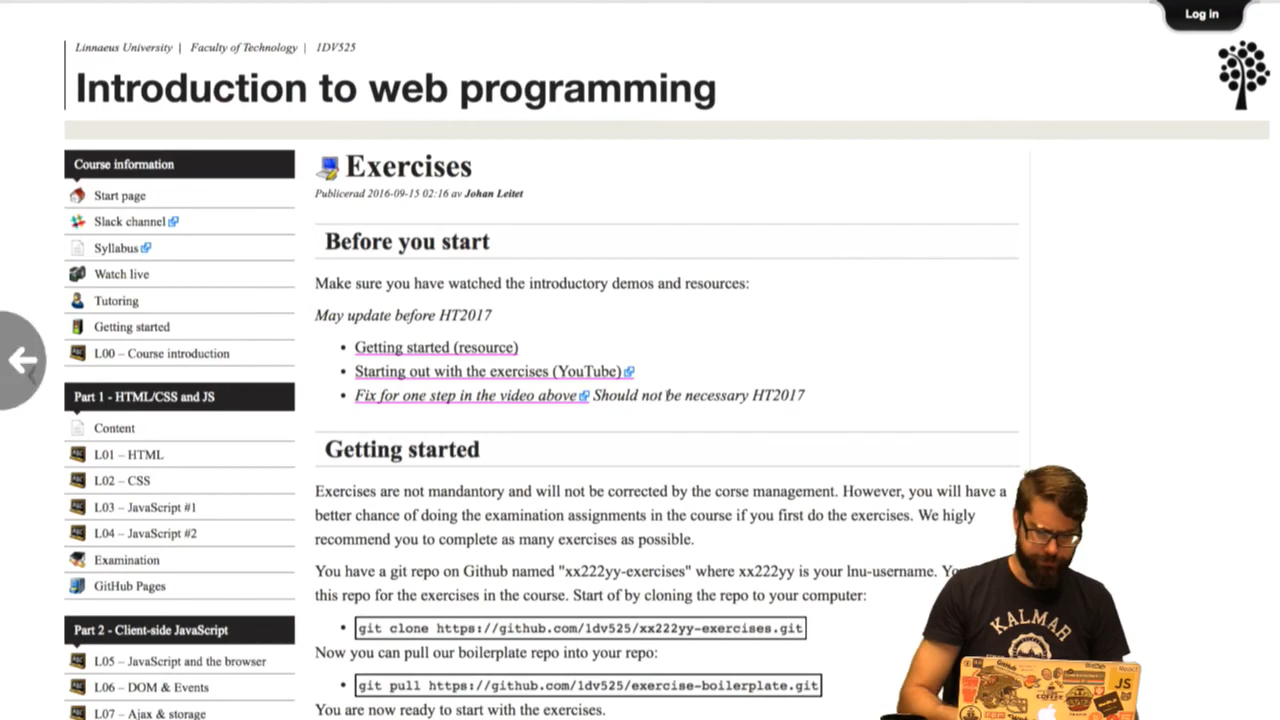 Log in
Linnaeus University | Faculty of Technology | 1DV525
Introduction to web programming
Course information
Start page
Slack channel
Syllabus
Watch live
Tutoring
Getting started
L00 – Course introduction
Part 1 - HTML/CSS and JS
Content
L01 – HTML
L02 – CSS
L03 – JavaScript #1
L04 – JavaScript #2
Examination
GitHub Pages
Part 2 - Client-side JavaScript
L05 – JavaScript and the browser
L06 – DOM & Events
L07 – Ajax & storage
Exercises
Publicerad 2016-09-15 02:16 av Johan Leitet
Before you start
Make sure you have watched the introductory demos and resources:
May update before HT2017
• Getting started (resource)
• Starting out with the exercises (YouTube)
• Fix for one step in the video above Should not be necessary HT2017
Getting started
Exercises are not mandantory and will not be corrected by the corse management. However, you will have a
better chance of doing the examination assignments in the course if you first do the exercises. We higly
recommend you to complete as many exercises as possible.
You have a git repo on Github named "xx222yy-exercises" where xx222yy is your lnu-username.
this repo for the exercises in the course. Start of by cloning the repo to your computer:
• git clone https://github.com/1dv525/xx222yy-exercises.git
Now you can pull our boilerplate repo into your repo:
• git pull https://github.com/1dv525/exercise-boilerplate.git
You are now ready to start with the exercises.
KALMAR
GitHub
JS